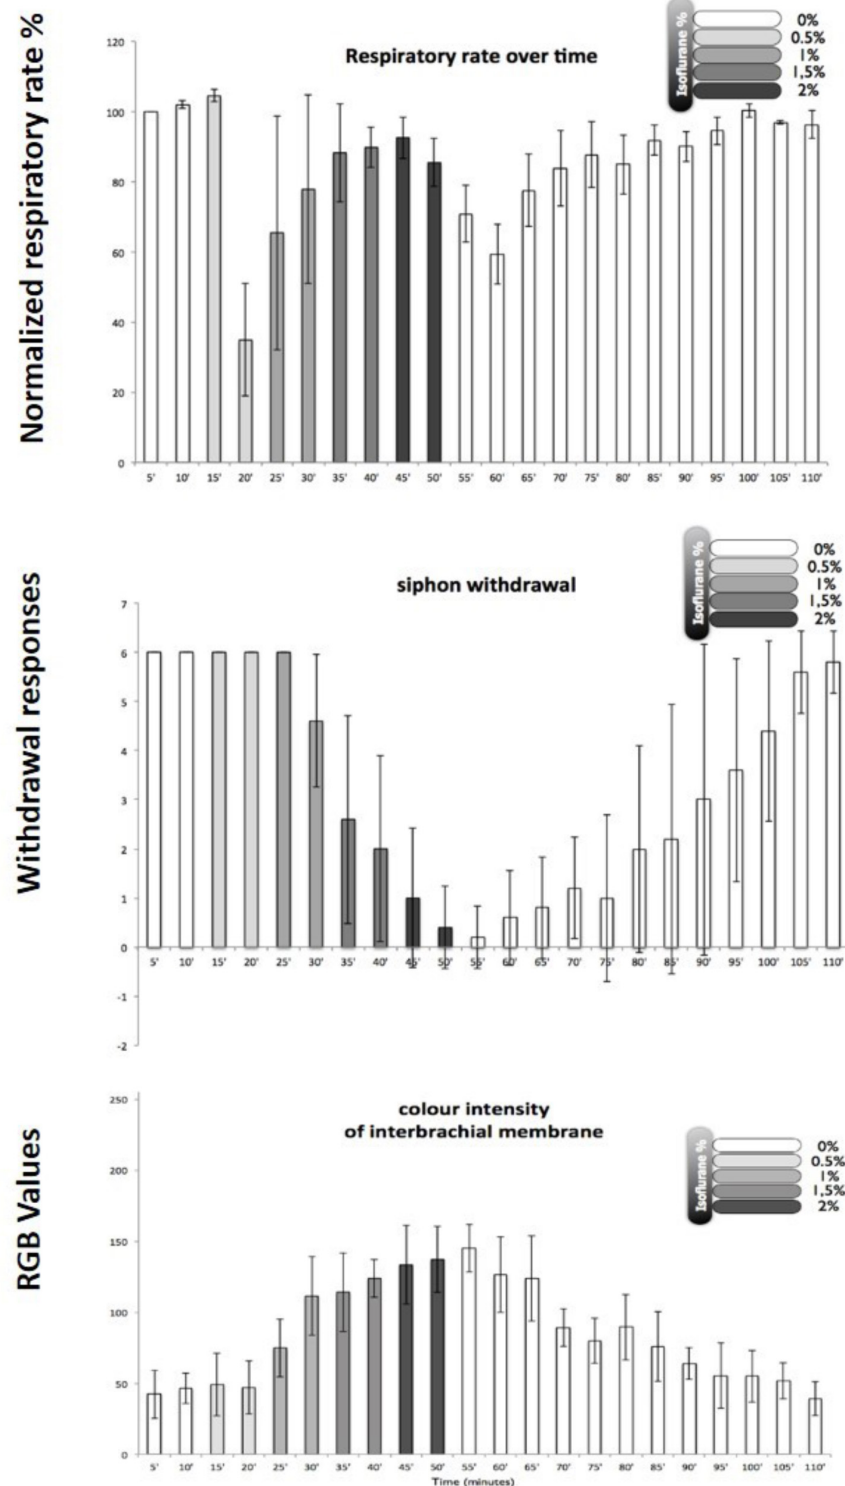 Normalized respiratory rate %
Respiratory rate over time
Isoflurane %
0%
0.5%
1%
1,5%
2%
120
100
80
60
40
20
0
5' 10' 15' 20' 25' 30' 35' 40' 45' 50' 55' 60' 65' 70' 75' 80' 85' 90' 95' 100' 105' 110'
Withdrawal responses
siphon withdrawal
Isoflurane %
0%
0.5%
1%
1,5%
2%
7
6
5
4
3
2
1
0
-1
-2
5' 10' 15' 20' 25' 30' 35' 40' 45' 50' 55' 60' 65' 70' 75' 80' 85' 90' 95' 100' 105' 110'
RGB Values
colour intensity
of interbrachial membrane
Isoflurane %
0%
0.5%
1%
1,5%
2%
250
200
150
100
50
0
5' 10' 15' 20' 25' 30' 35' 40' 45' 50' 55' 60' 65' 70' 75' 80' 85' 90' 95' 100' 105' 110'
Time (minutes)